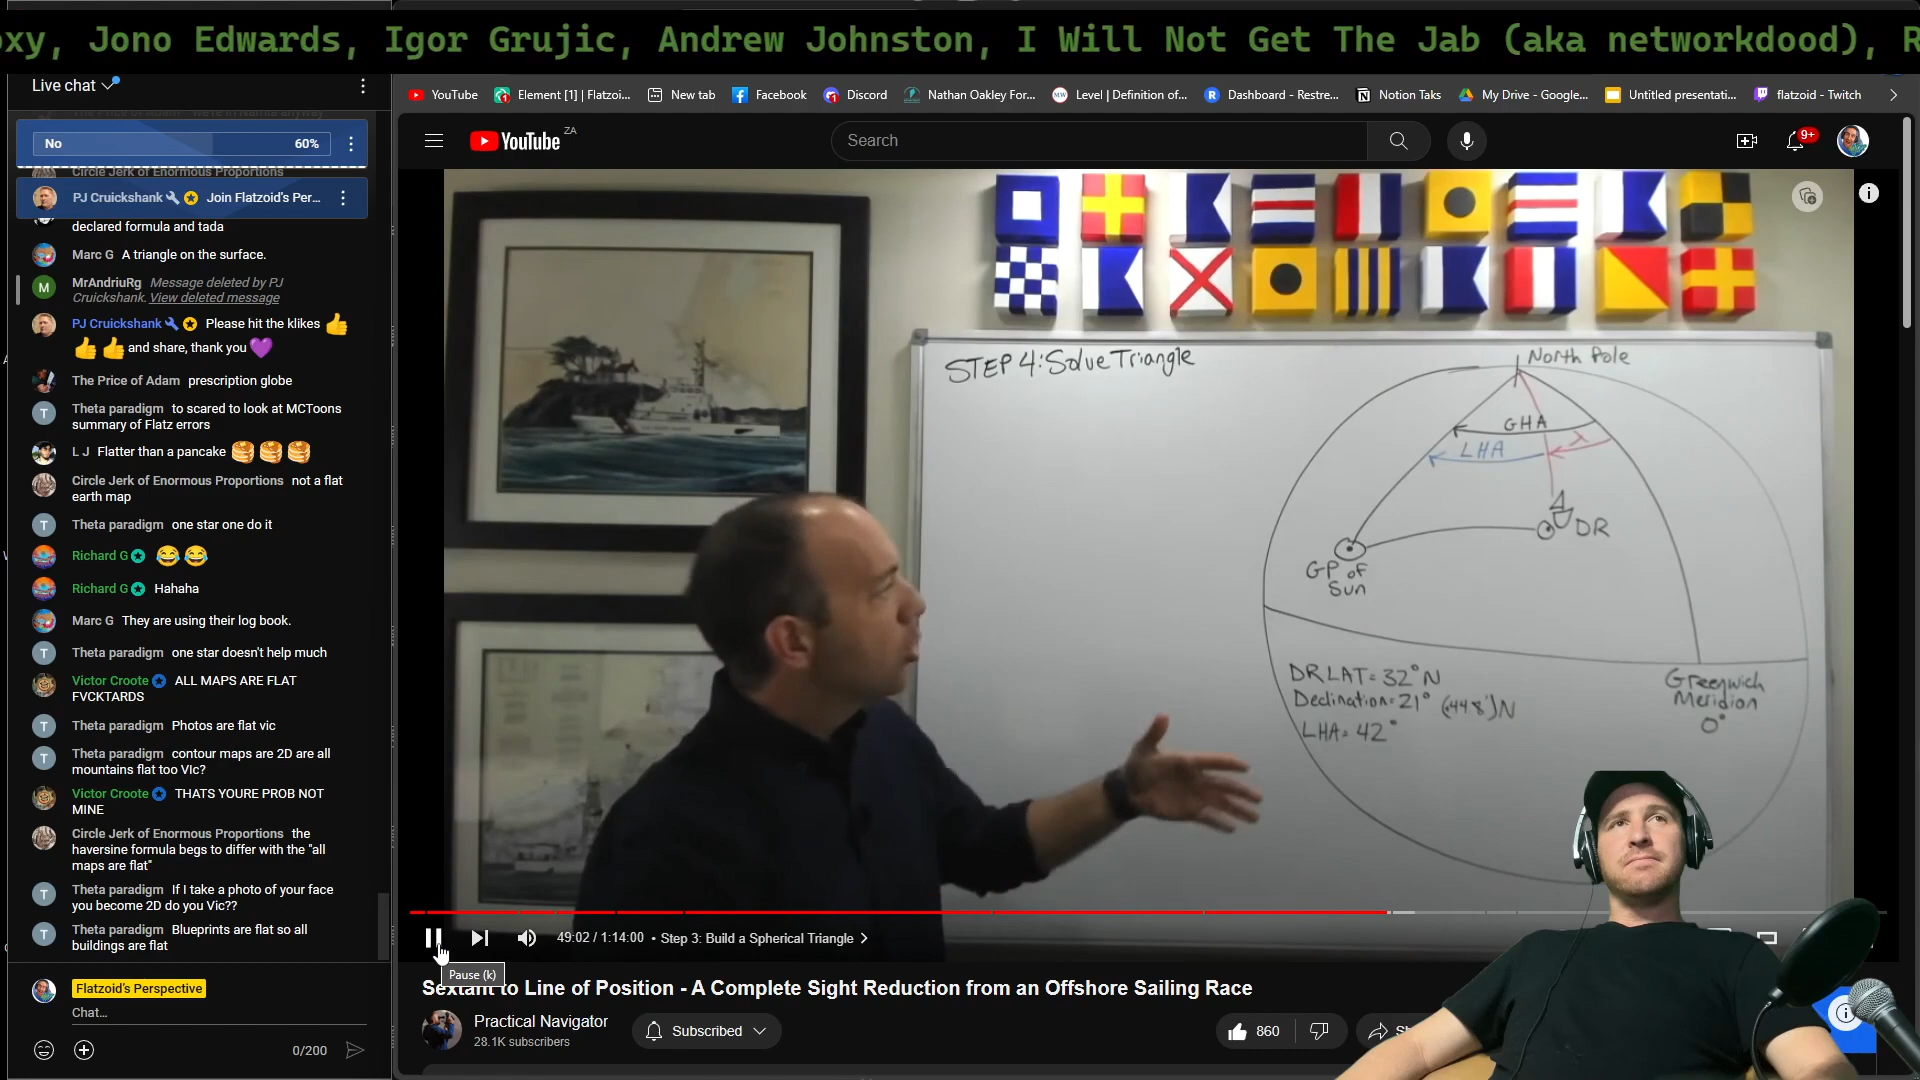 oxy, Jono Edwards, Igor Grujic, Andrew Johnston, I Will Not Get The Jab (aka networkdood), R
Live chat
YouTube
Element [1] | Flatzoi...
New tab
Facebook
Discord
Nathan Oakley For...
Level | Definition of...
Dashboard - Restre...
Notion Taks
My Drive - Google...
Untitled presentati...
flatzoid - Twitch
No 60%
Circle Jerk of Enormous Proportions
PJ Cruickshank Join Flatzoid's Per...
declared formula and tada
Marc G A triangle on the surface.
MrAndriuRg Message deleted by PJ
Cruickshank. View deleted message
PJ Cruickshank Please hit the klikes
and share, thank you
The Price of Adam prescription globe
Theta paradigm to scared to look at MCToons
summary of Flatz errors
L J Flatter than a pancake
Circle Jerk of Enormous Proportions not a flat
earth map
Theta paradigm one star one do it
Richard G
Richard G Hahaha
Marc G They are using their log book.
Theta paradigm one star doesn't help much
Victor Croote ALL MAPS ARE FLAT
FVCKTARDS
Theta paradigm Photos are flat vic
Theta paradigm contour maps are 2D are all
mountains flat too VIc?
Victor Croote THATS YOURE PROB NOT
MINE
Circle Jerk of Enormous Proportions the
haversine formula begs to differ with the "all
maps are flat"
Theta paradigm If I take a photo of your face
you become 2D do you Vic??
Theta paradigm Blueprints are flat so all
buildings are flat
Flatzoid's Perspective
Chat...
0/200
YouTube ZA
Search
9+
STEP 4: Solve Triangle
North Pole
GHA
LHA
λ
DR
GP of
Sun
DR LAT = 32° N
Declination = 21° (44.8')N
LHA = 42°
Greenwich
Meridian
0°
49:02 / 1:14:00 • Step 3: Build a Spherical Triangle
Pause (k)
Sextant to Line of Position - A Complete Sight Reduction from an Offshore Sailing Race
Practical Navigator
28.1K subscribers
Subscribed
860